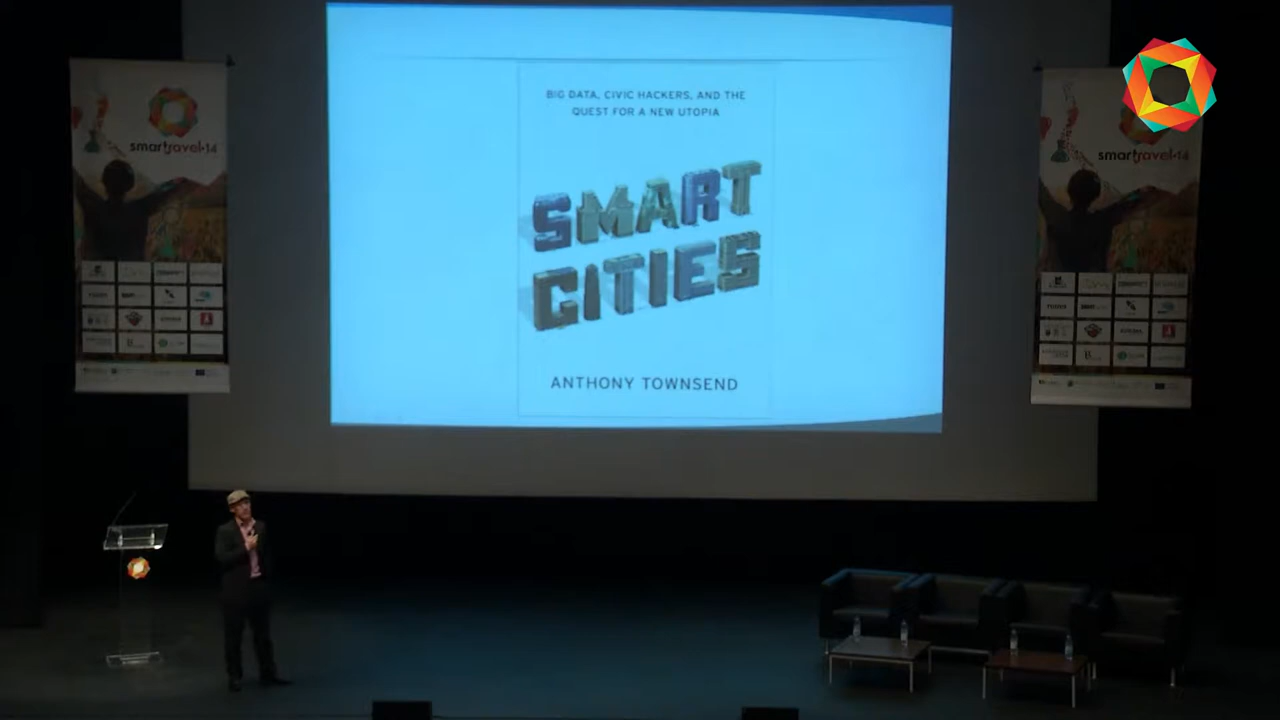 BIG DATA, CIVIC HACKERS, AND THE
QUEST FOR A NEW UTOPIA
SMART
CITIES
ANTHONY TOWNSEND
smartravel•14
smartravel•14